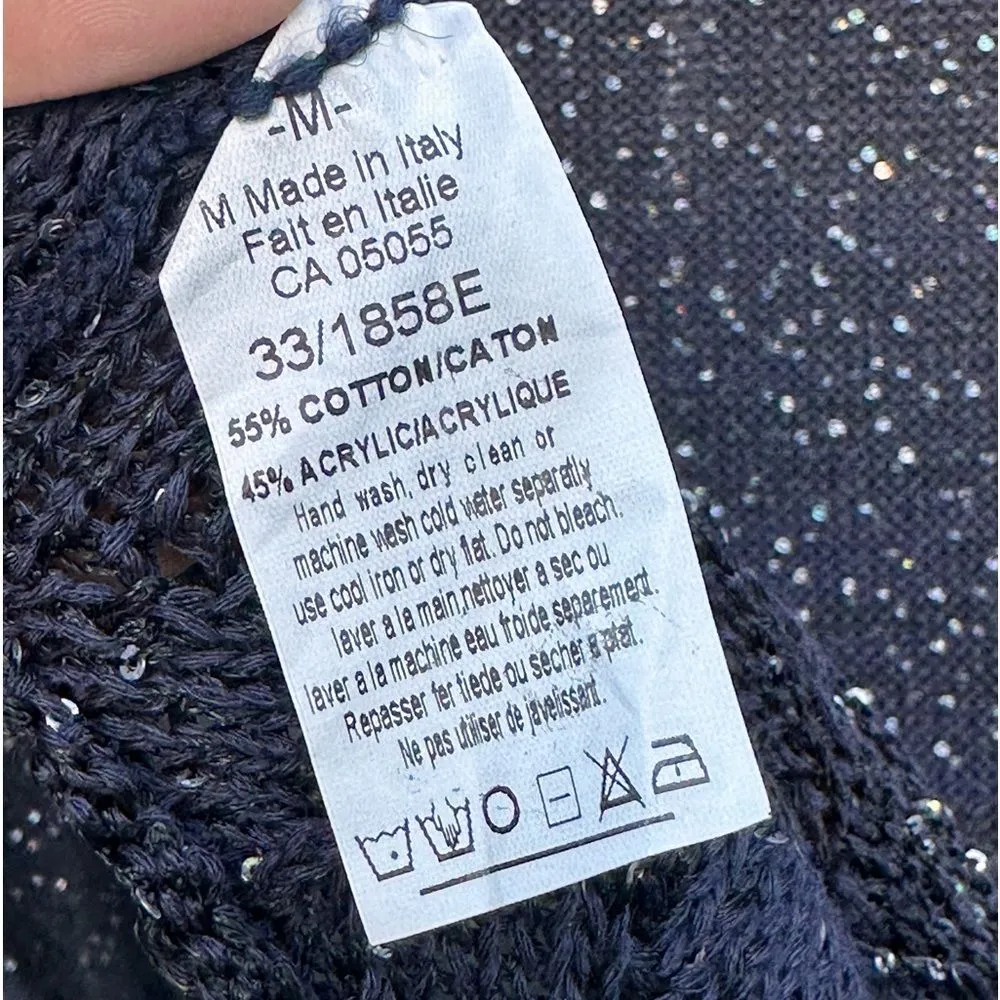 -M-
M Made in Italy
Fait en Italie
CA 05055
33/1858E
55% COTTON/CATON
45% ACRYLIC/ACRYLIQUE
Hand wash, dry clean or
machine wash cold water separatly
use cool iron or dry flat. Do not bleach.
laver a la main,nettoyer a sec ou
laver a la machine eau froide separement.
Repasser fer tiede ou secher a plat.
Ne pas utiliser de javelissant.